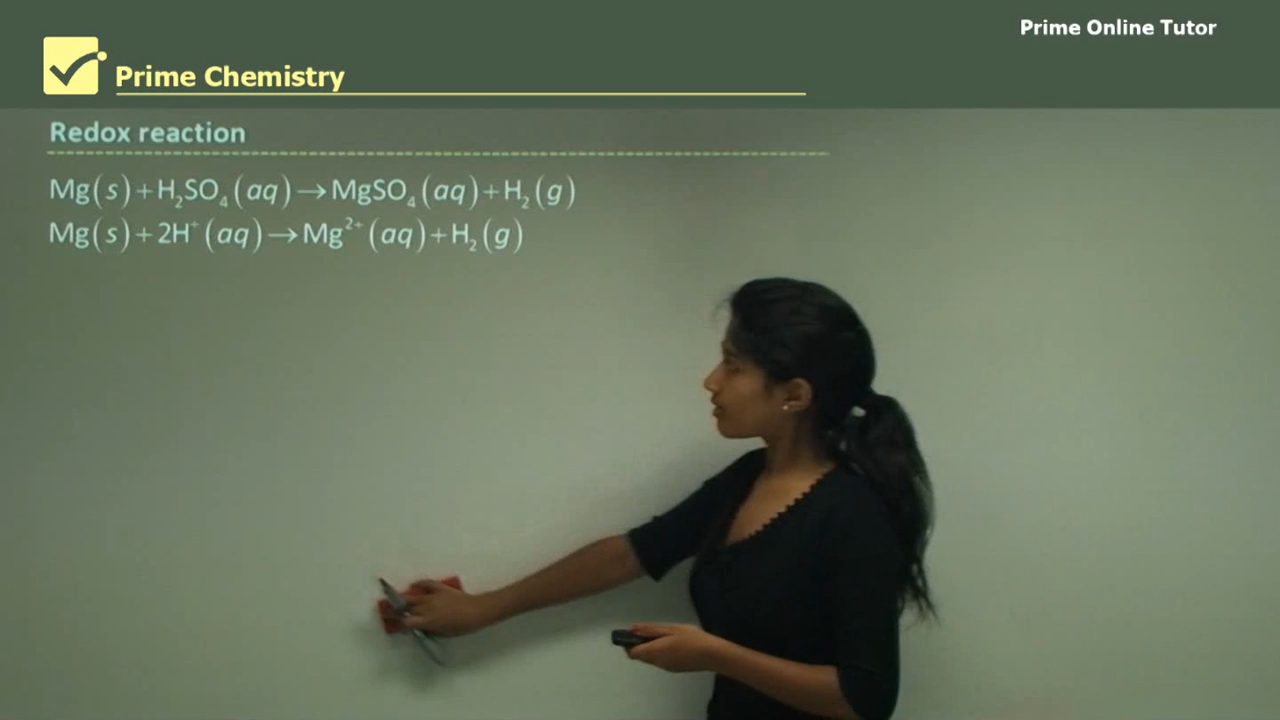 Prime Online Tutor
Prime Chemistry
Redox reaction
Mg(s)+H₂SO₄(aq)→MgSO₄(aq)+H₂(g)
Mg(s)+2H⁺(aq)→Mg²⁺(aq)+H₂(g)